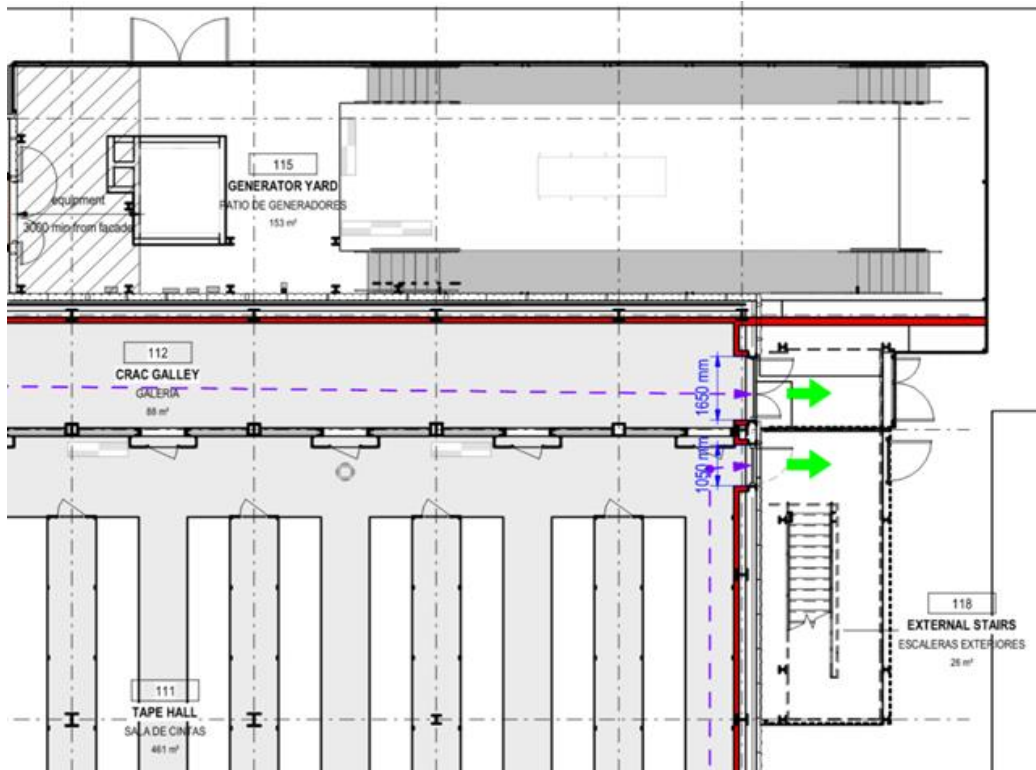 115
GENERATOR YARD
PATIO DE GENERADORES
153 m²
equipment
3000 min from facade
112
CRAC GALLEY
GALERIA
88 m²
1650 mm
1050 mm
118
EXTERNAL STAIRS
ESCALERAS EXTERIORES
26 m²
111
TAPE HALL
SALA DE CINTAS
461 m²